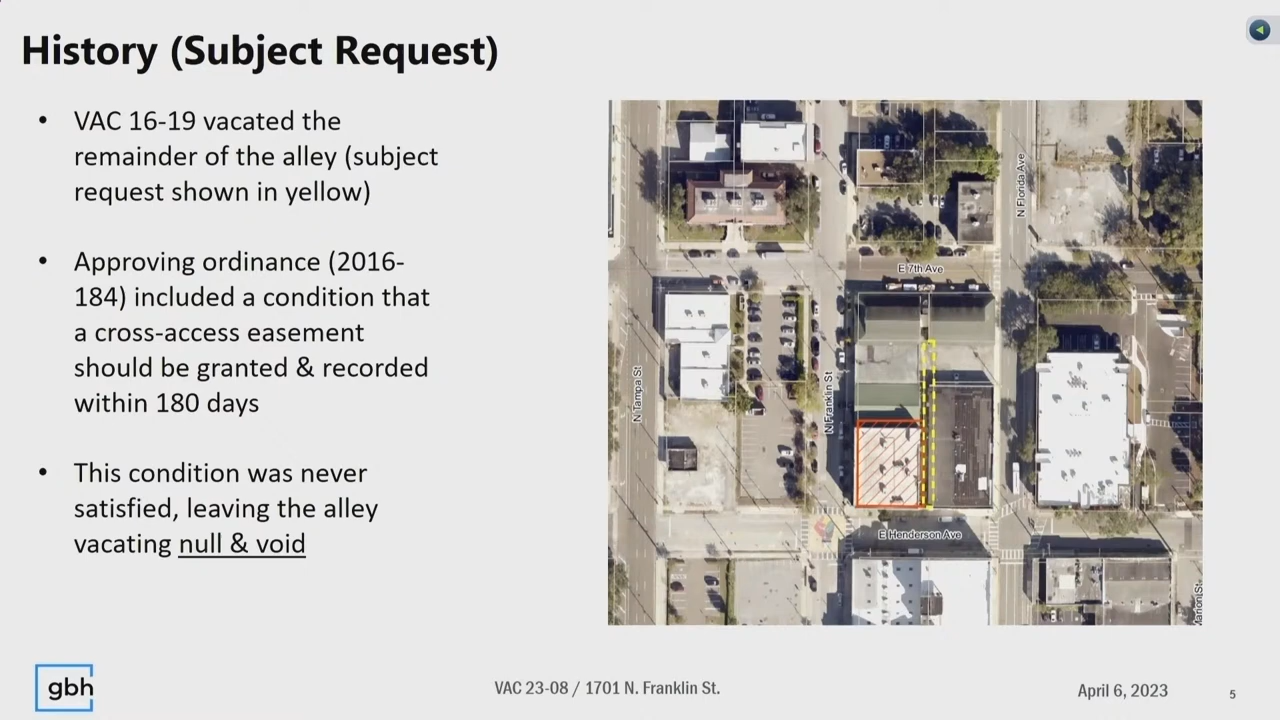 History (Subject Request)
• VAC 16-19 vacated the
remainder of the alley (subject
request shown in yellow)
• Approving ordinance (2016-
184) included a condition that
a cross-access easement
should be granted & recorded
within 180 days
• This condition was never
satisfied, leaving the alley
vacating null & void
N Florida Ave
E 7th Ave
N Tampa St
N Franklin St
E Henderson Ave
Marion St
gbh
VAC 23-08 / 1701 N. Franklin St.
April 6, 2023
5